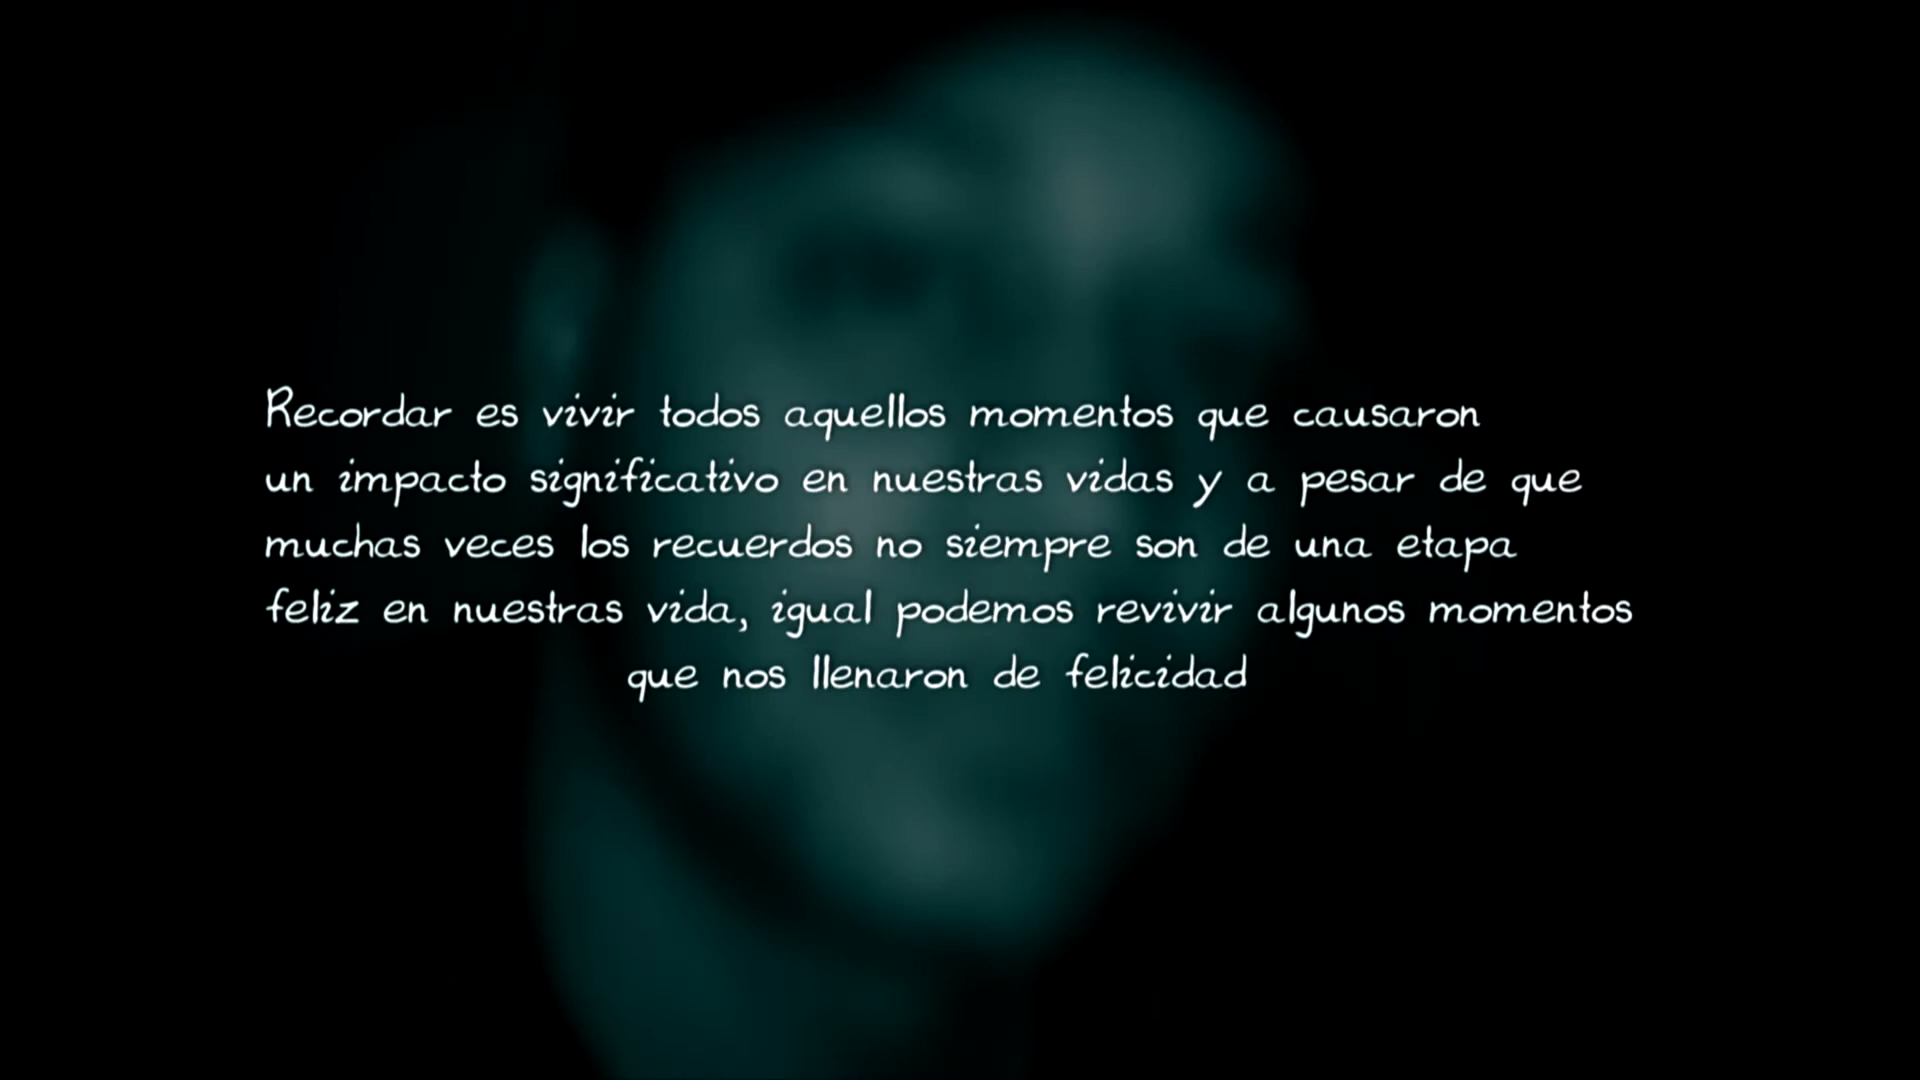 Recordar es vivir todos aquellos momentos que causaron
un impacto significativo en nuestras vidas y a pesar de que
muchas veces los recuerdos no siempre son de una etapa
feliz en nuestras vida, igual podemos revivir algunos momentos
que nos llenaron de felicidad